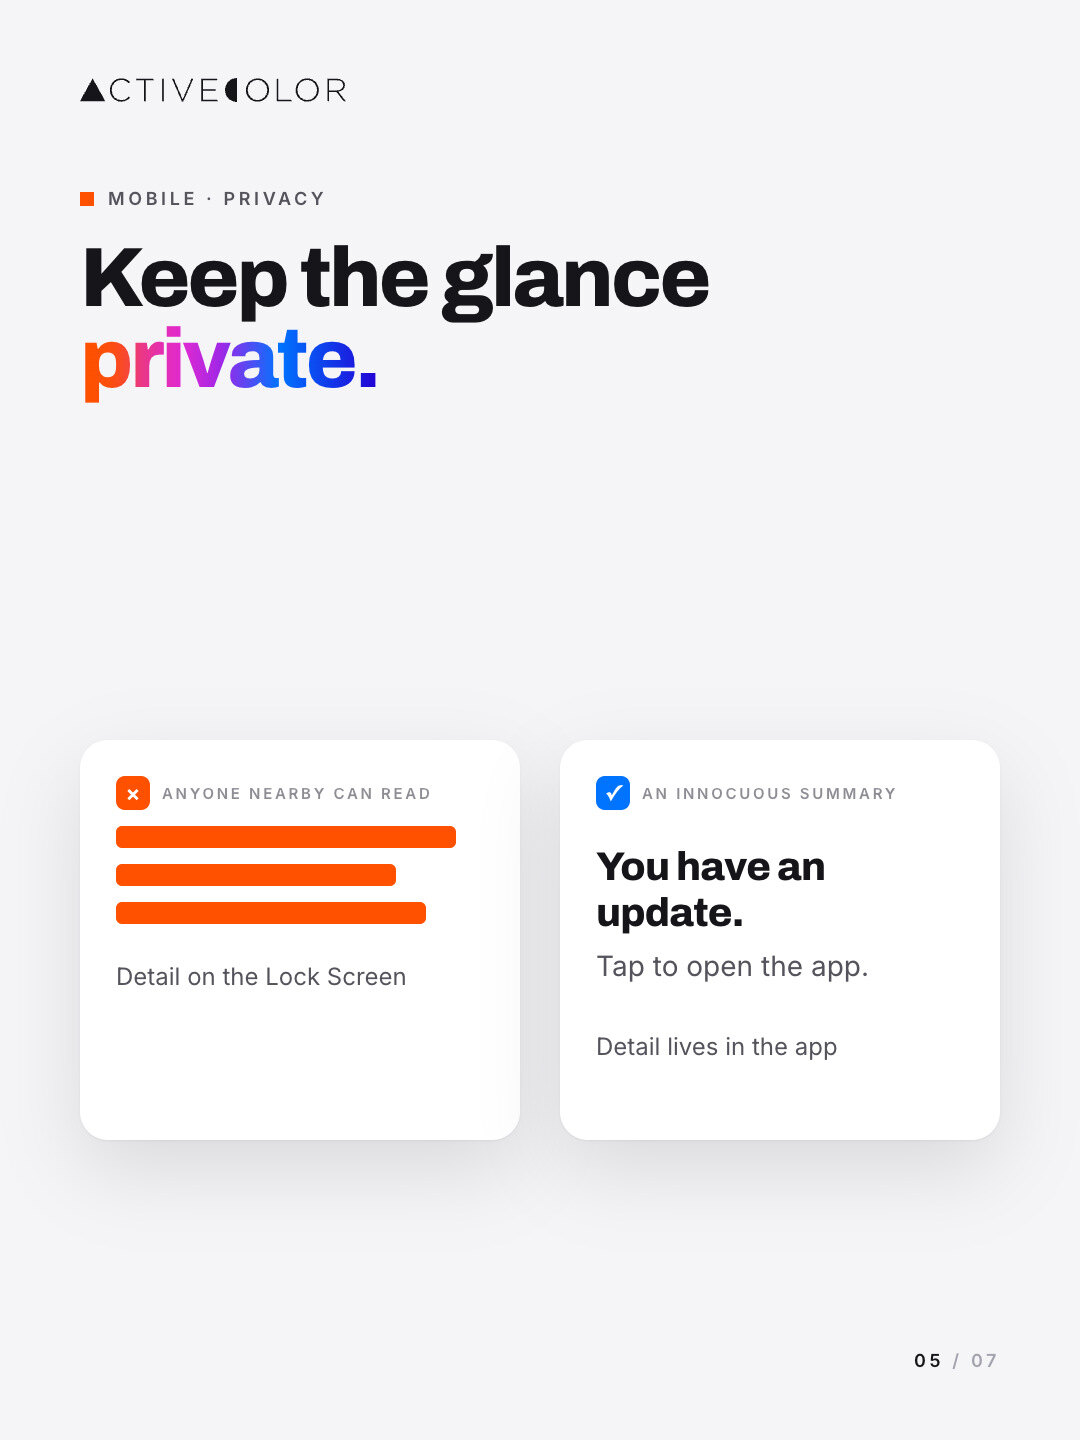 ACTIVECOLOR
MOBILE · PRIVACY
Keep the glance
private.
ANYONE NEARBY CAN READ
Detail on the Lock Screen
AN INNOCUOUS SUMMARY
You have an
update.
Tap to open the app.
Detail lives in the app
05 / 07